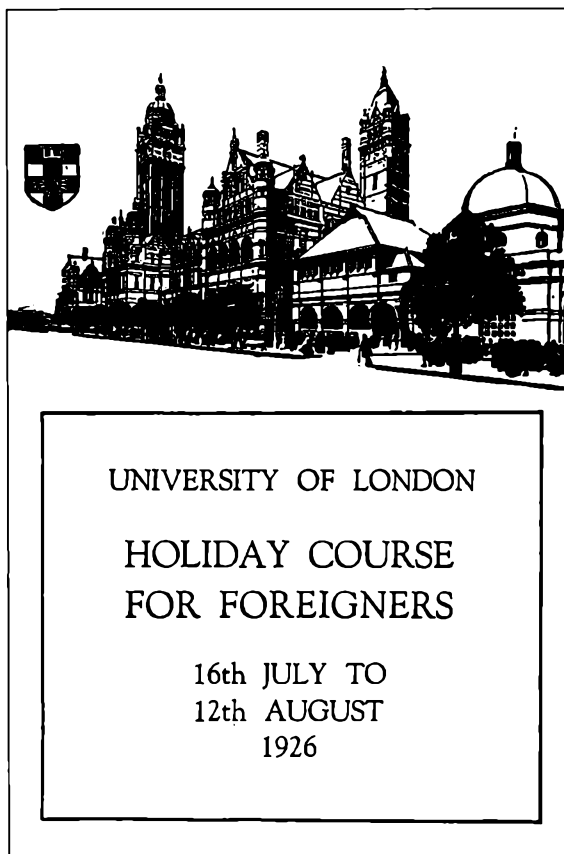 UNIVERSITY OF LONDON
HOLIDAY COURSE
FOR FOREIGNERS
16th JULY TO
12th AUGUST
1926